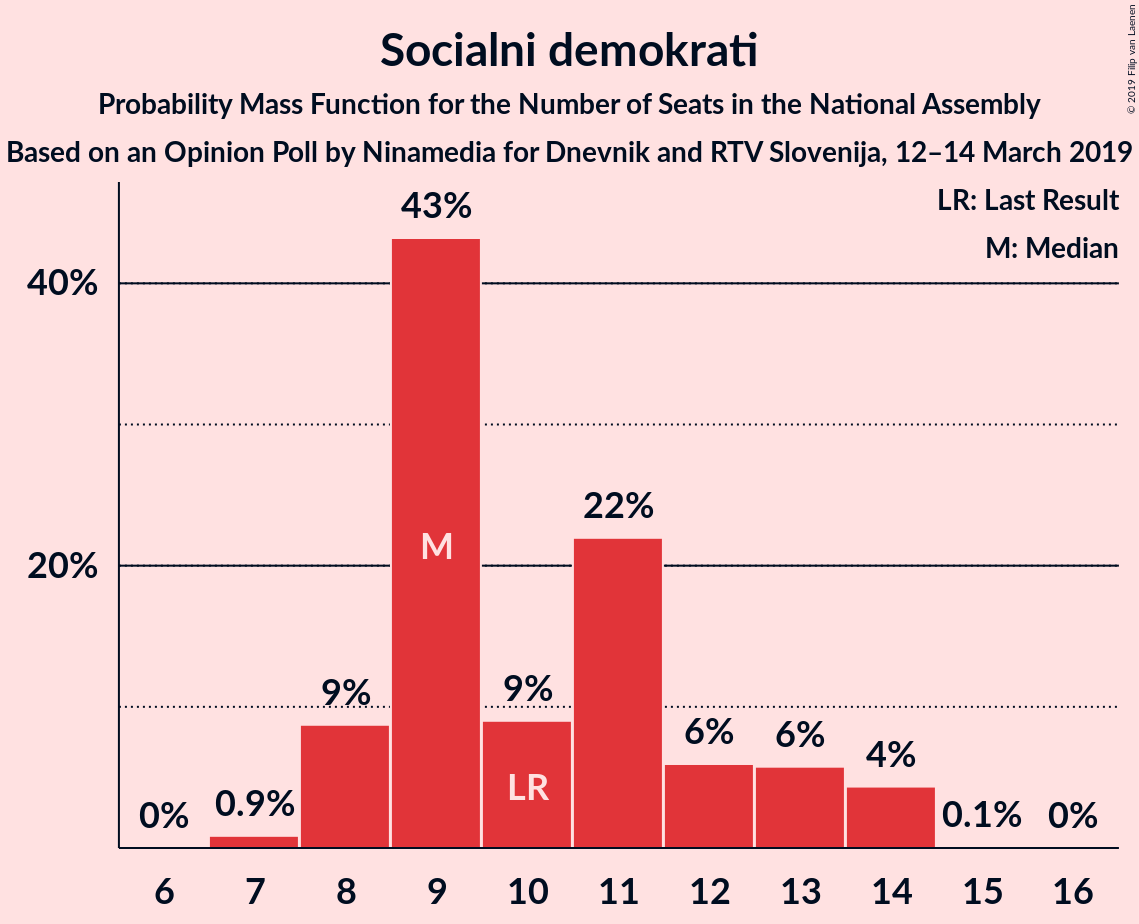 Socialni demokrati
Probability Mass Function for the Number of Seats in the National Assembly
Based on an Opinion Poll by Ninamedia for Dnevnik and RTV Slovenija, 12–14 March 2019
© 2019 Filip van Laenen
LR: Last Result
M: Median
43%
40%
22%
M
20%
9%
9%
6%
6%
4%
LR
0%
0.9%
0.1%
0%
6 7 8 9 10 11 12 13 14 15 16